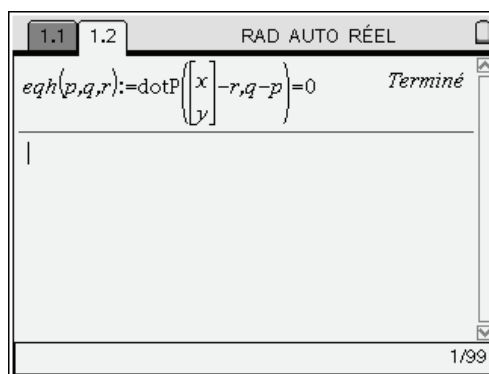 1.1 1.2 RAD AUTO RÉEL
eqh(p,q,r):=dotP([x y]-r,q-p)=0 Terminé
1/99